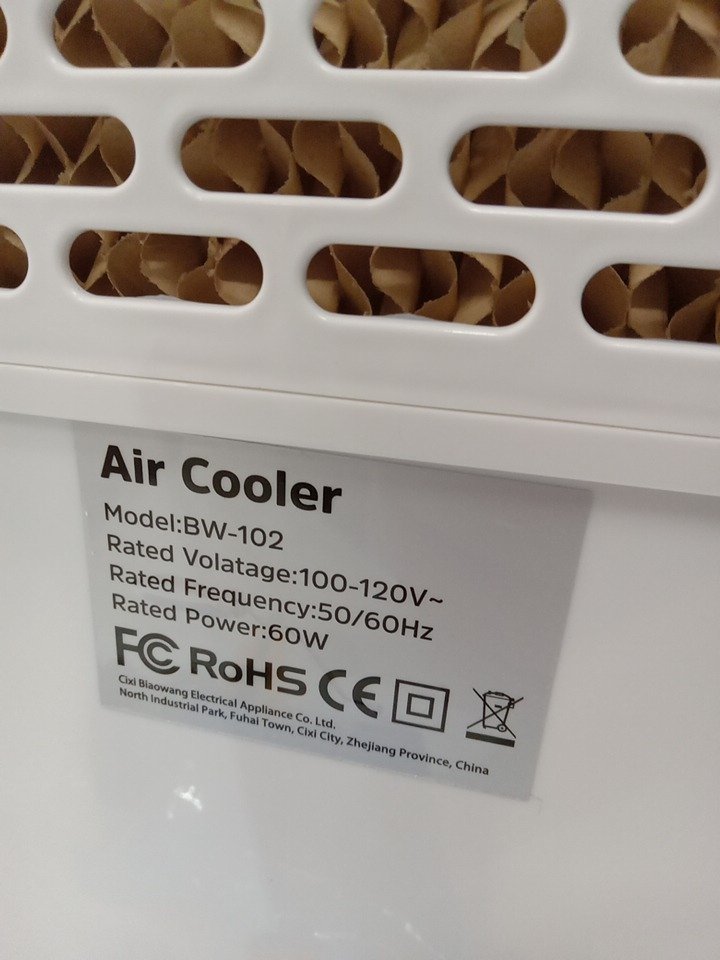 Air Cooler
Model:BW-102
Rated Volatage:100-120V~
Rated Frequency:50/60Hz
Rated Power:60W
FC RoHS CE
Cixi Biaowang Electrical Appliance Co. Ltd.
North Industrial Park, Fuhai Town, Cixi City, Zhejiang Province, China